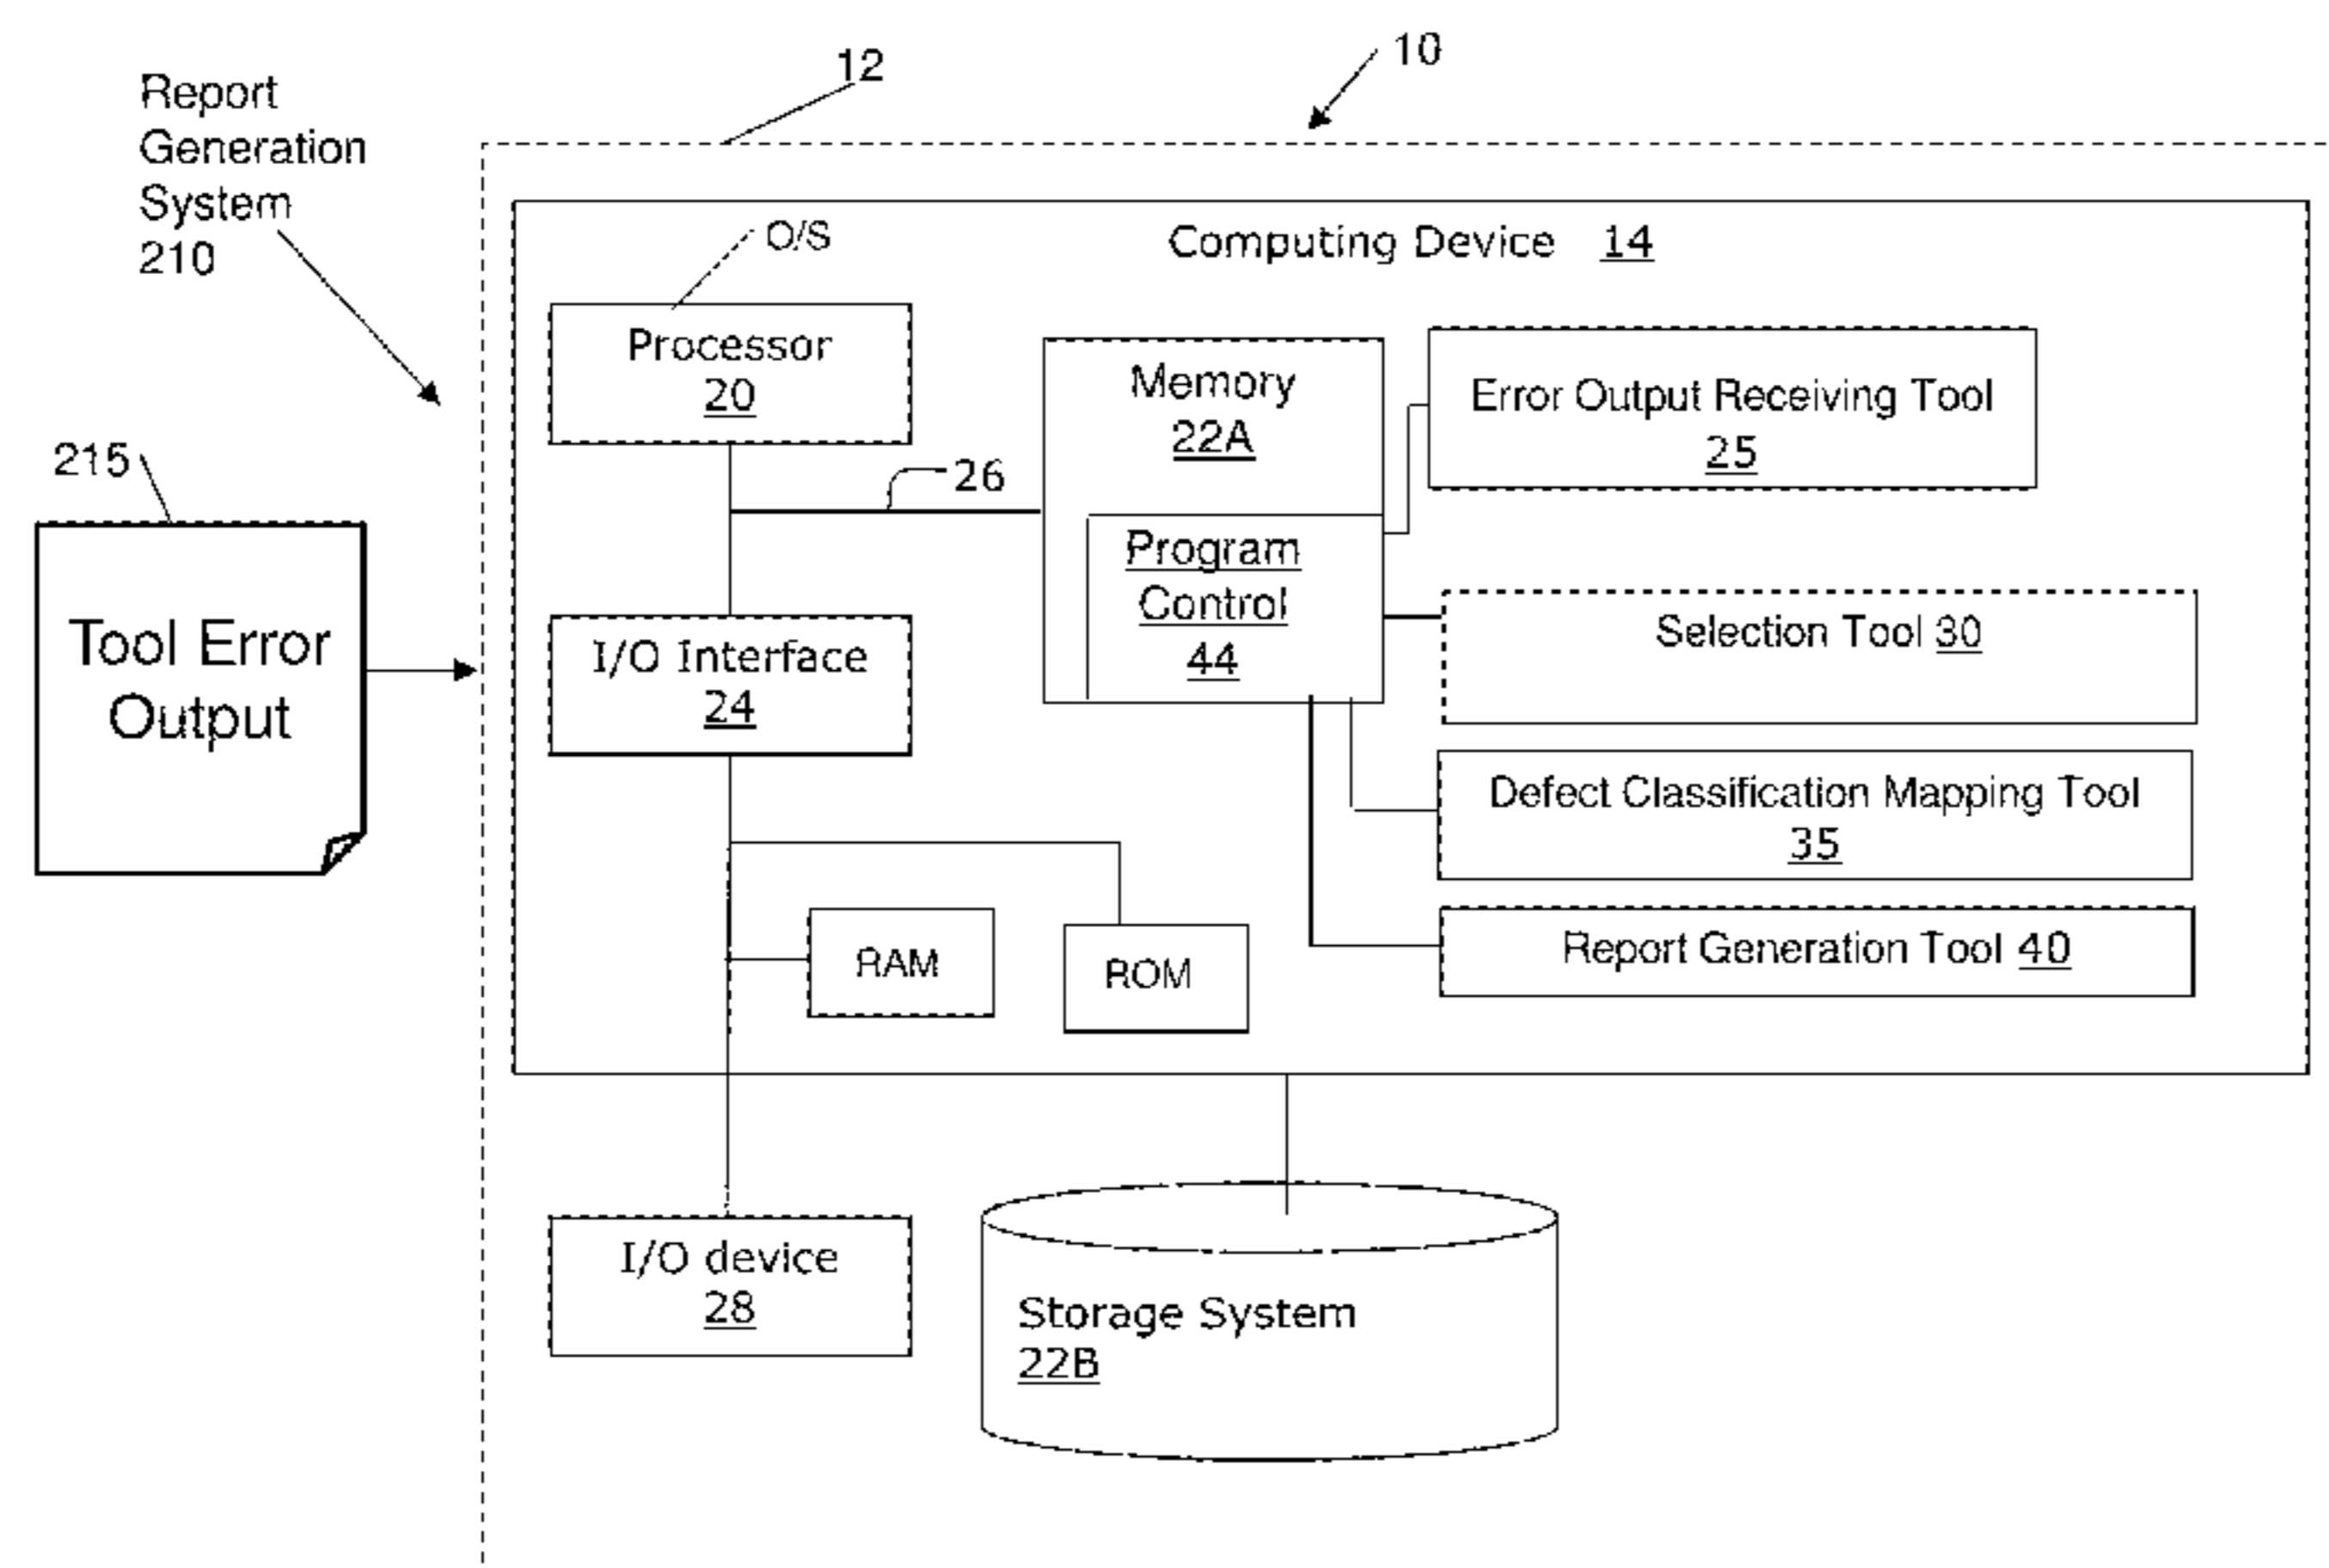 10
12
Report
Generation
System
210
O/S
Computing Device 14
Processor
20
Memory
22A
Error Output Receiving Tool
25
215
26
Program
Control
44
Tool Error
Output
I/O Interface
24
Selection Tool 30
Defect Classification Mapping Tool
35
Report Generation Tool 40
RAM
ROM
I/O device
28
Storage System
22B